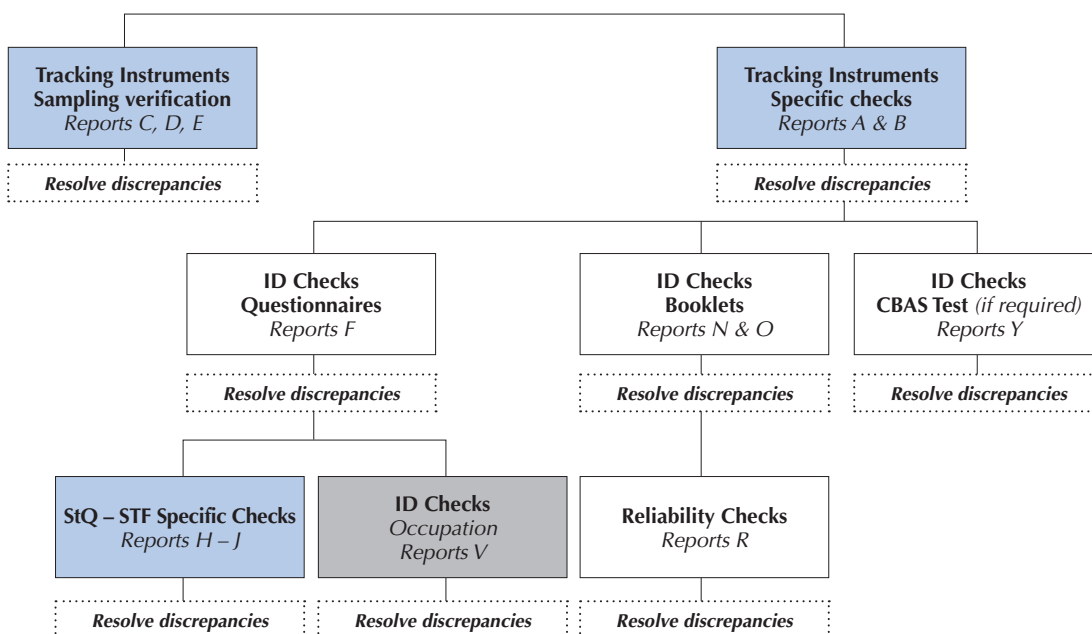 Tracking Instruments
Sampling verification
Reports C, D, E
Resolve discrepancies
Tracking Instruments
Specific checks
Reports A & B
Resolve discrepancies
ID Checks
Questionnaires
Reports F
Resolve discrepancies
ID Checks
Booklets
Reports N & O
Resolve discrepancies
ID Checks
CBAS Test (if required)
Reports Y
Resolve discrepancies
StQ – STF Specific Checks
Reports H – J
Resolve discrepancies
ID Checks
Occupation
Reports V
Resolve discrepancies
Reliability Checks
Reports R
Resolve discrepancies